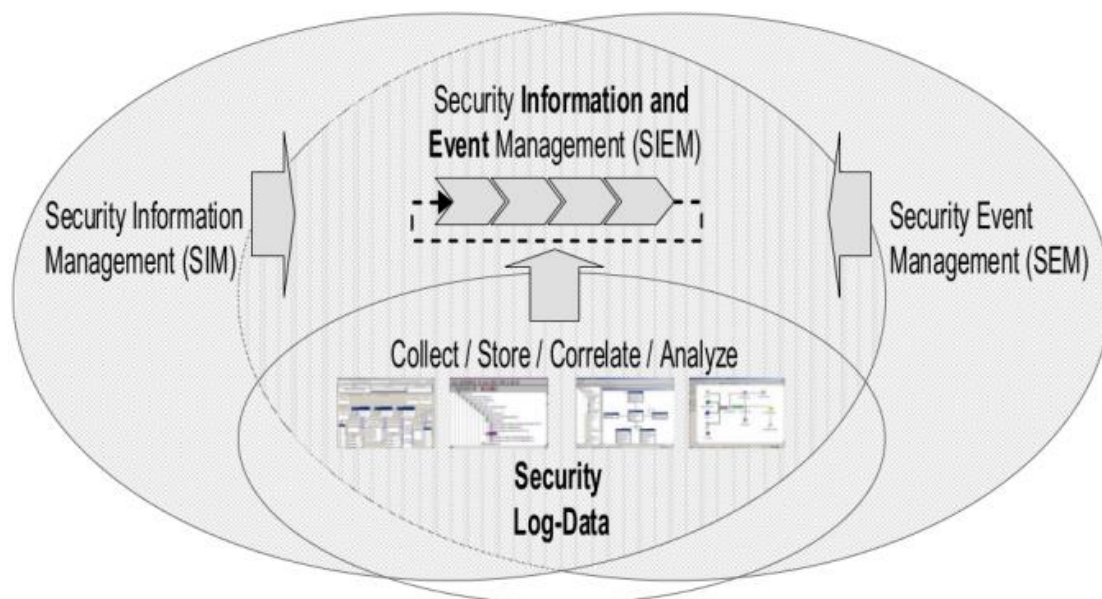 Security Information and
Event Management (SIEM)
Security Information
Management (SIM)
Security Event
Management (SEM)
Collect / Store / Correlate / Analyze
Security
Log-Data